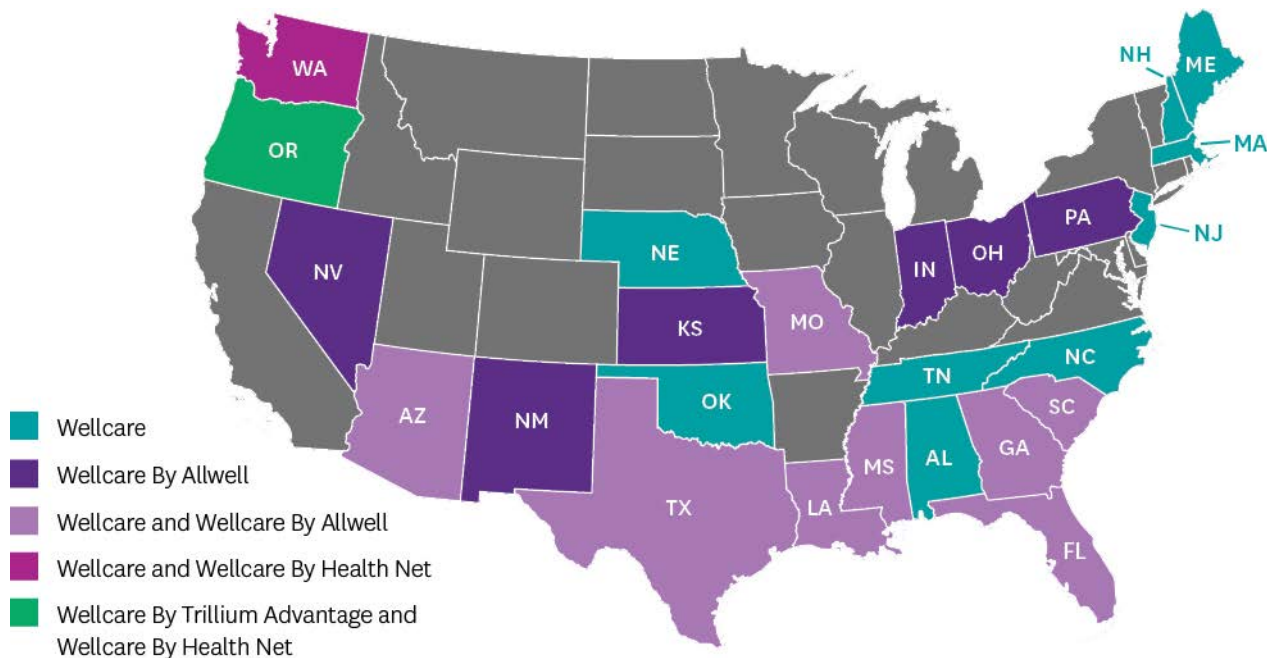 WA
NH
ME
OR
MA
PA
NJ
NE
OH
IN
NV
KS
MO
NC
TN
AZ
OK
SC
NM
GA
AL
MS
TX
LA
FL
Wellcare
Wellcare By Allwell
Wellcare and Wellcare By Allwell
Wellcare and Wellcare By Health Net
Wellcare By Trillium Advantage and
Wellcare By Health Net